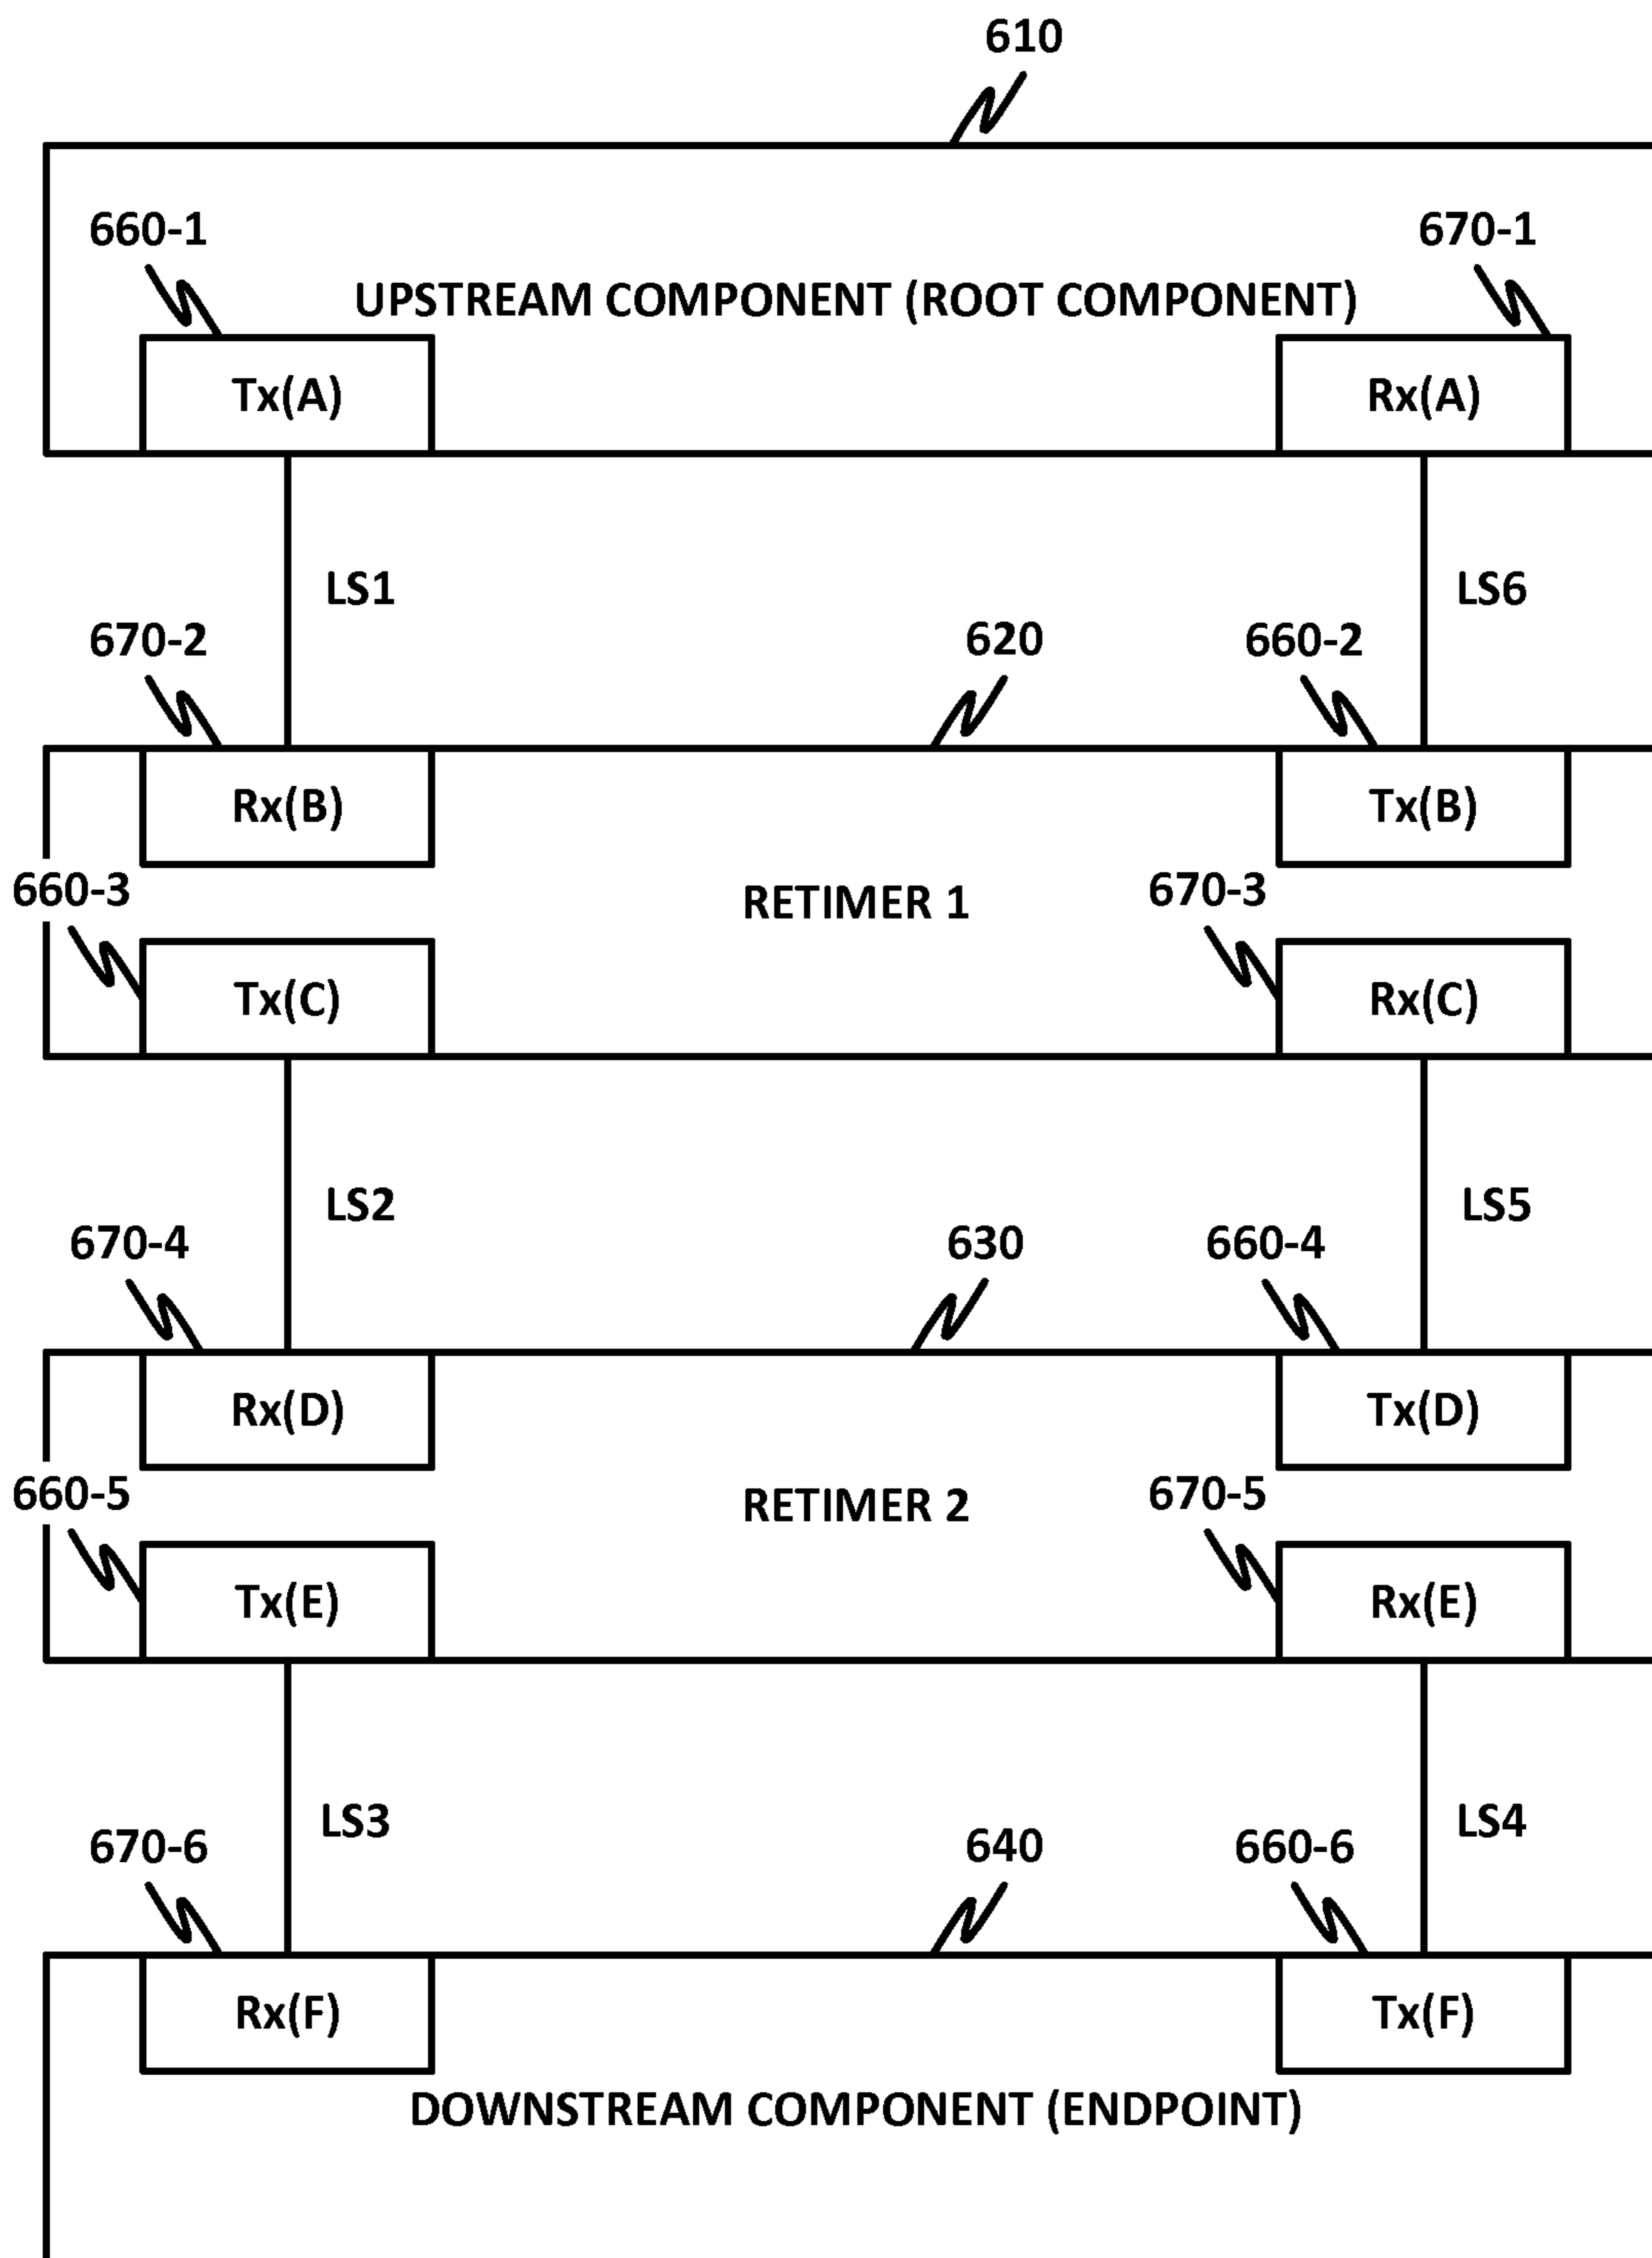 610
660-1
670-1
UPSTREAM COMPONENT (ROOT COMPONENT)
Tx(A)
Rx(A)
LS1
LS6
670-2
620
660-2
Rx(B)
Tx(B)
660-3
RETIMER 1
670-3
Tx(C)
Rx(C)
LS2
LS5
670-4
630
660-4
Rx(D)
Tx(D)
660-5
RETIMER 2
670-5
Tx(E)
Rx(E)
LS3
LS4
670-6
640
660-6
Rx(F)
Tx(F)
DOWNSTREAM COMPONENT (ENDPOINT)